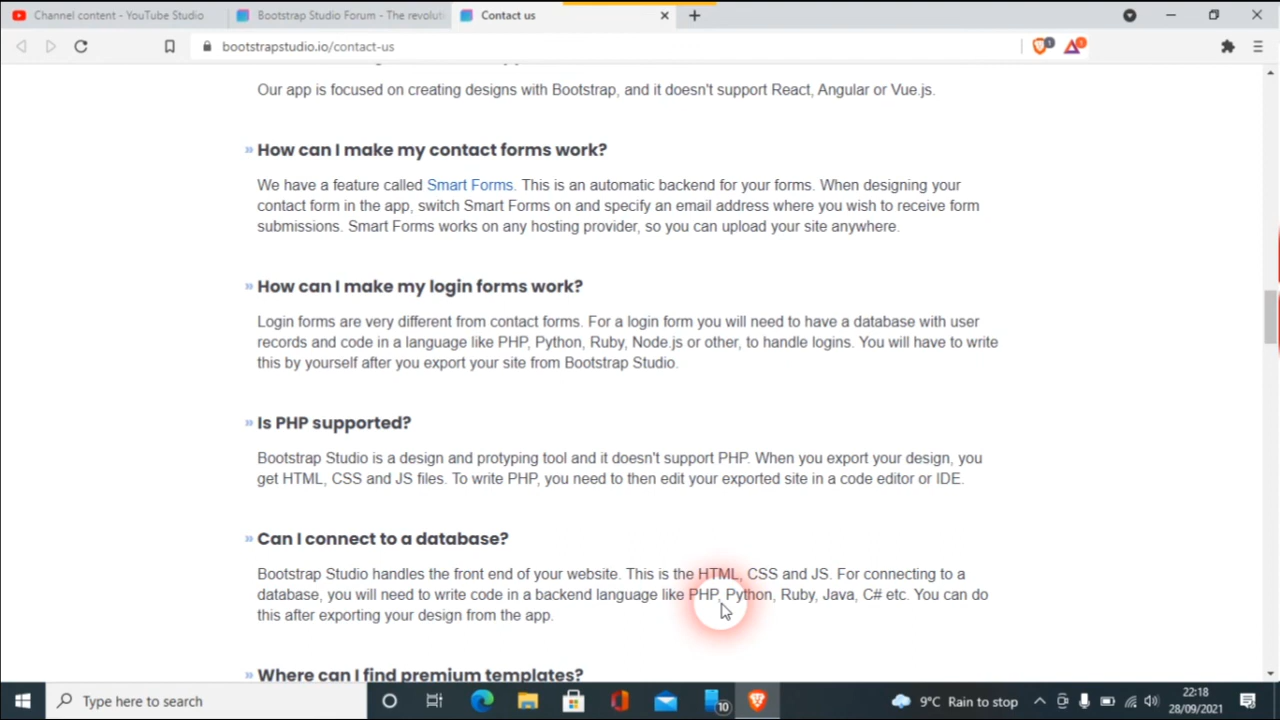 Channel content - YouTube Studio
Bootstrap Studio Forum - The revoluti
Contact us
bootstrapstudio.io/contact-us
1
1
Our app is focused on creating designs with Bootstrap, and it doesn't support React, Angular or Vue.js.
» How can I make my contact forms work?
We have a feature called Smart Forms. This is an automatic backend for your forms. When designing your
contact form in the app, switch Smart Forms on and specify an email address where you wish to receive form
submissions. Smart Forms works on any hosting provider, so you can upload your site anywhere.
» How can I make my login forms work?
Login forms are very different from contact forms. For a login form you will need to have a database with user
records and code in a language like PHP, Python, Ruby, Node.js or other, to handle logins. You will have to write
this by yourself after you export your site from Bootstrap Studio.
» Is PHP supported?
Bootstrap Studio is a design and protyping tool and it doesn't support PHP. When you export your design, you
get HTML, CSS and JS files. To write PHP, you need to then edit your exported site in a code editor or IDE.
» Can I connect to a database?
Bootstrap Studio handles the front end of your website. This is the HTML, CSS and JS. For connecting to a
database, you will need to write code in a backend language like PHP, Python, Ruby, Java, C# etc. You can do
this after exporting your design from the app.
» Where can I find premium templates?
Type here to search
10
9°C Rain to stop
22:18
28/09/2021